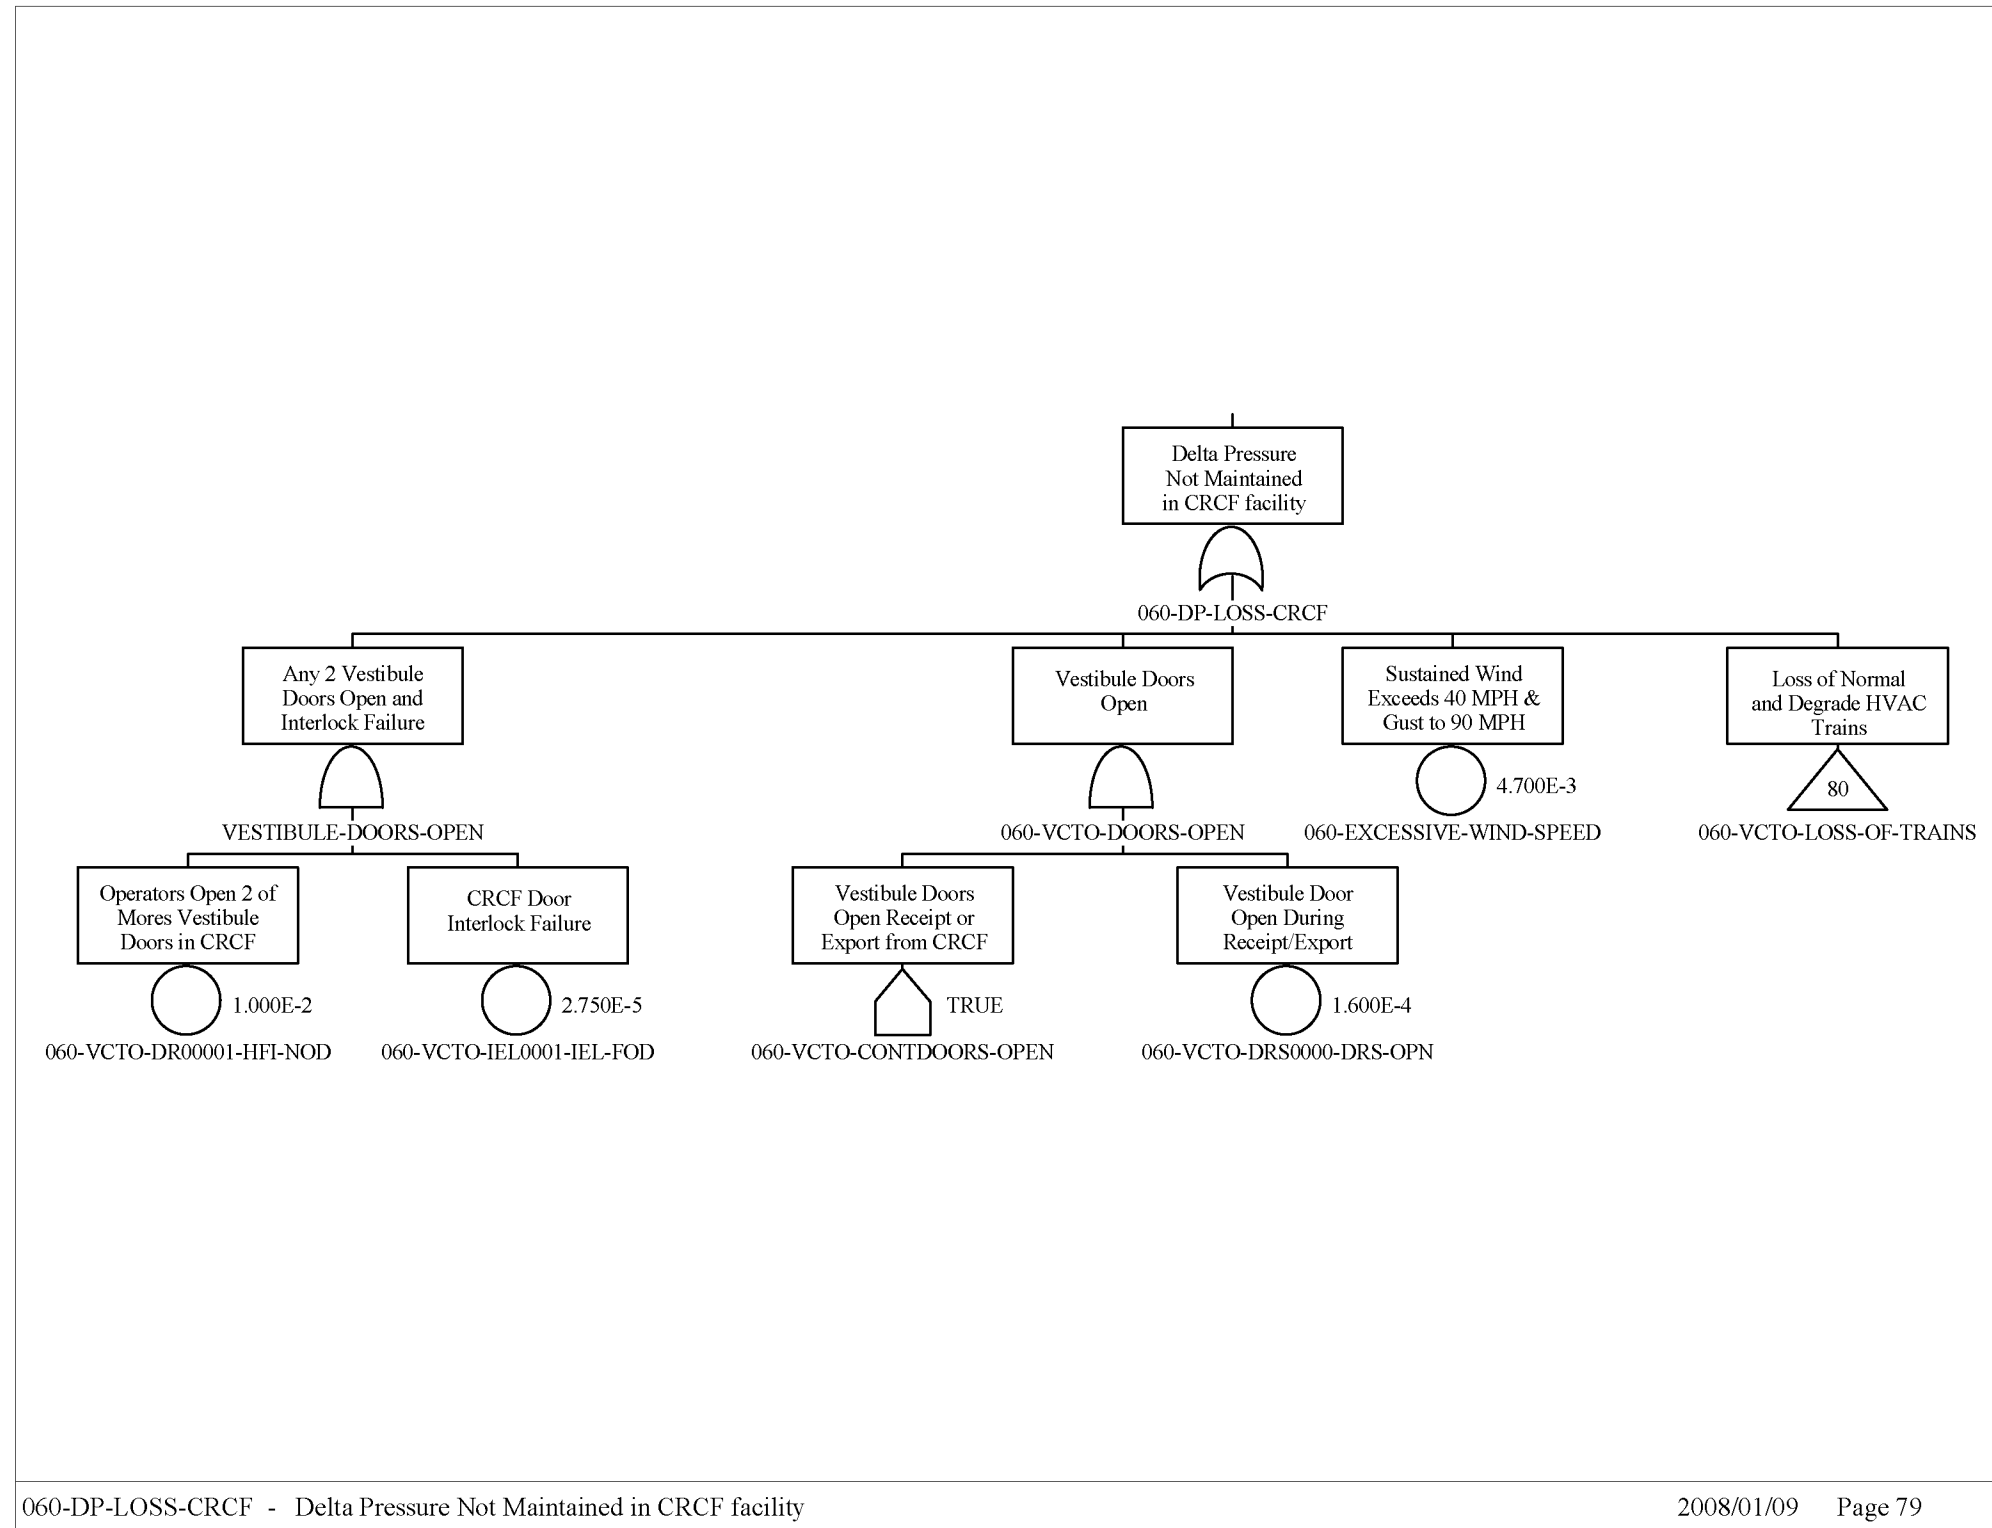 Delta Pressure
Not Maintained
in CRCF facility
060-DP-LOSS-CRCF
Any 2 Vestibule
Doors Open and
Interlock Failure
VESTIBULE-DOORS-OPEN
Vestibule Doors
Open
060-VCTO-DOORS-OPEN
Sustained Wind
Exceeds 40 MPH &
Gust to 90 MPH
4.700E-3
060-EXCESSIVE-WIND-SPEED
Loss of Normal
and Degrade HVAC
Trains
80
060-VCTO-LOSS-OF-TRAINS
Operators Open 2 of
Mores Vestibule
Doors in CRCF
1.000E-2
060-VCTO-DR00001-HFI-NOD
CRCF Door
Interlock Failure
2.750E-5
060-VCTO-IEL0001-IEL-FOD
Vestibule Doors
Open Receipt or
Export from CRCF
TRUE
060-VCTO-CONTDOORS-OPEN
Vestibule Door
Open During
Receipt/Export
1.600E-4
060-VCTO-DRS0000-DRS-OPN
060-DP-LOSS-CRCF - Delta Pressure Not Maintained in CRCF facility
2008/01/09 Page 79